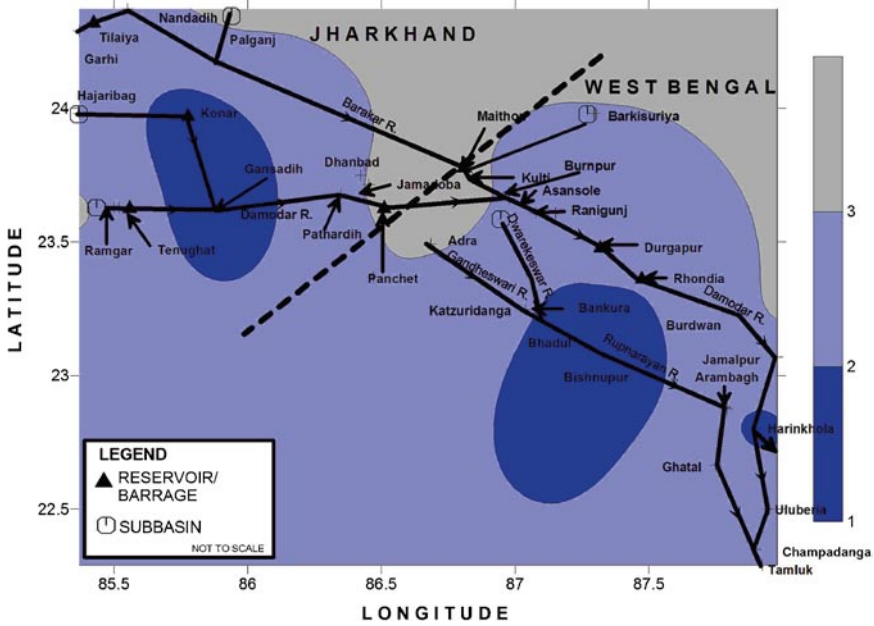 Nandadih
Tilaiya
Palganj
JHARKHAND
Garhi
WEST BENGAL
Hajaribag
24
Konar
Barakar R.
Maithon
Barkisuriya
Dhanbad
Gansadih
Kulti
Burnpur
Jamadoba
Asansole
Damodar R.
Ranigunj
3
23.5
Pathardih
Dwarekeswar R.
Ramgar
Tenughat
Adra
Durgapur
Panchet
Gandheswari R.
Rhondia
Katzuridanga
Bankura
Damodar R.
Burdwan
Bhadul
Rupnarayan R.
Jamalpur
2
23
Bishnupur
Arambagh
Harinkhola
LEGEND
RESERVOIR/
BARRAGE
Ghatal
SUBBASIN
22.5
Uluberia
1
NOT TO SCALE
Champadanga
Tamluk
85.5 86 86.5 87 87.5
LATITUDE
LONGITUDE